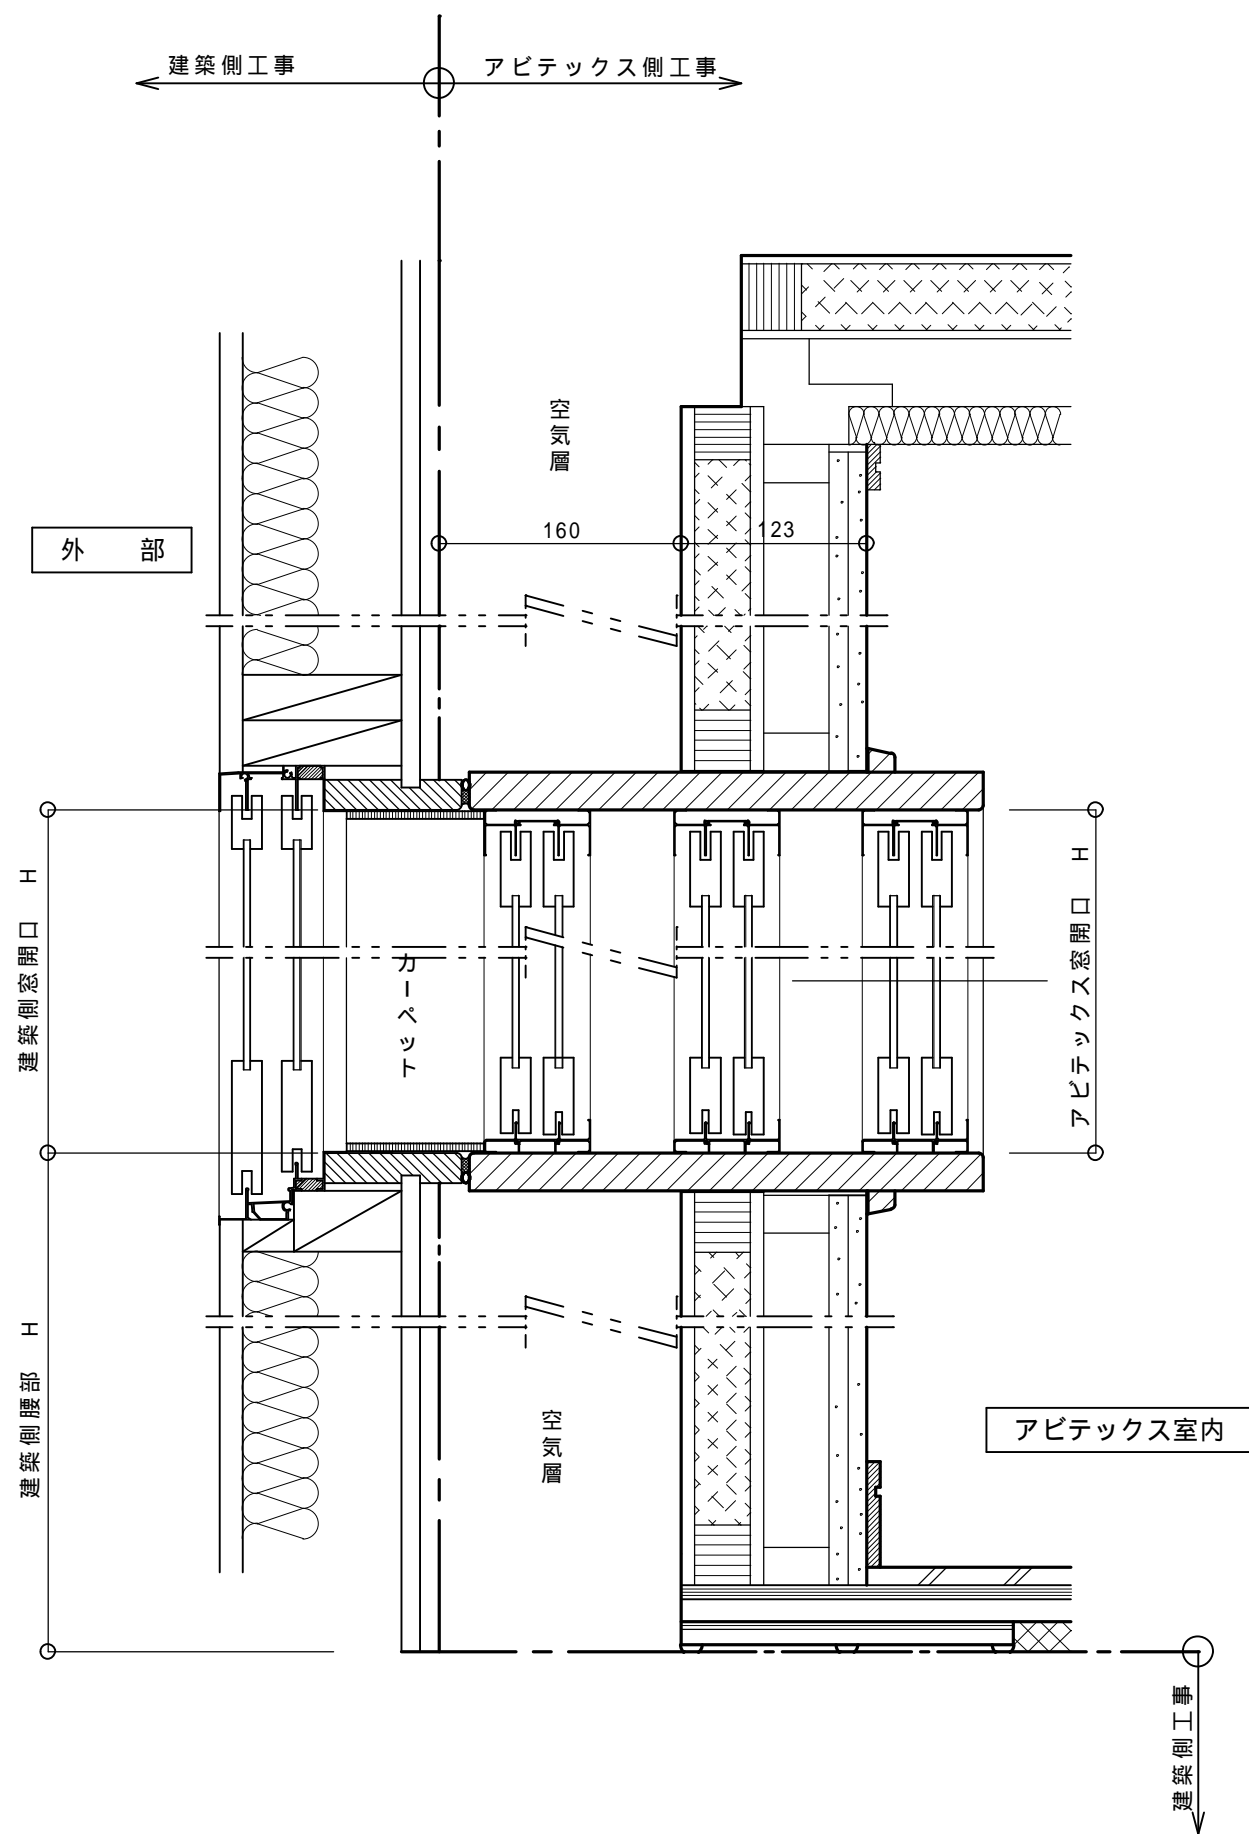 建築側工事
アビテックス側工事
空気層
外 部
160
123
建築側窓開口 H
カーペット
アビテックス窓開口 H
建築側腰部 H
空気層
アビテックス室内
建築側工事